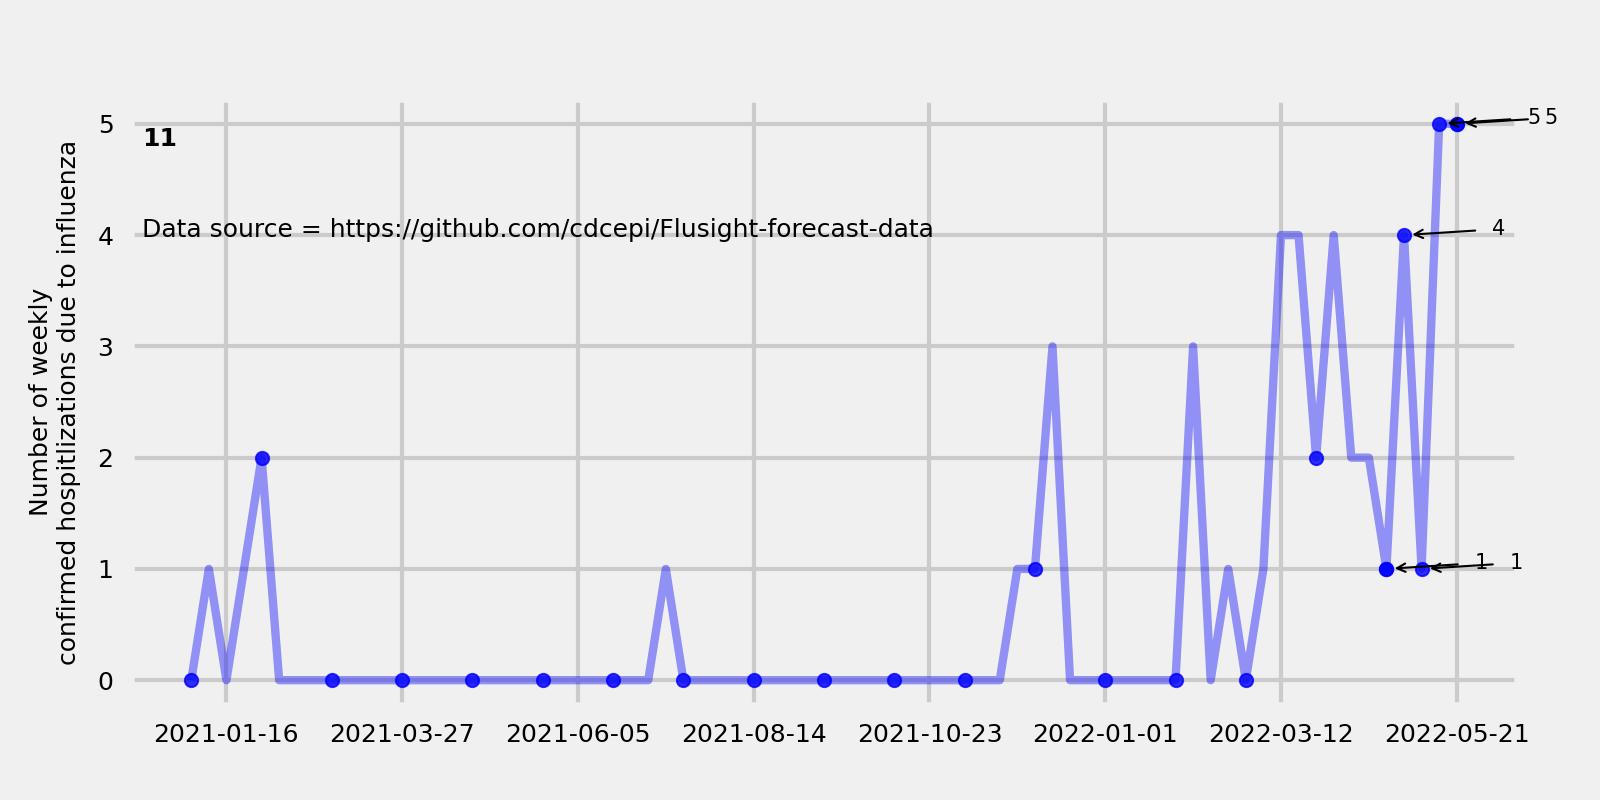 Number of weekly
confirmed hospitlizations due to influenza
5
4
3
2
1
0
11
Data source = https://github.com/cdcepi/Flusight-forecast-data
5 5
4
1 1
2021-01-16 2021-03-27 2021-06-05 2021-08-14 2021-10-23 2022-01-01 2022-03-12 2022-05-21